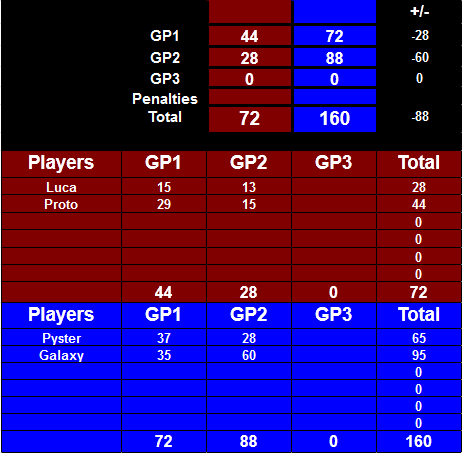 +/-
GP1 44 72 -28
GP2 28 88 -60
GP3 0 0 0
Penalties
Total 72 160 -88
Players GP1 GP2 GP3 Total
Luca 15 13 28
Proto 29 15 44
0
0
0
0
44 28 0 72
Players GP1 GP2 GP3 Total
Pyster 37 28 65
Galaxy 35 60 95
0
0
0
0
72 88 0 160